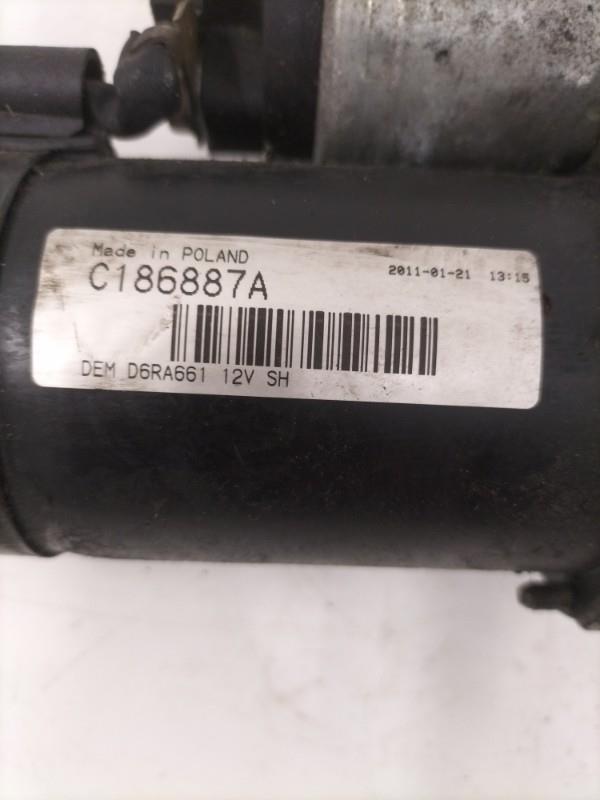 Made in POLAND
C186887A
2011-01-21 13:15
DEM D6RA661 12V SH